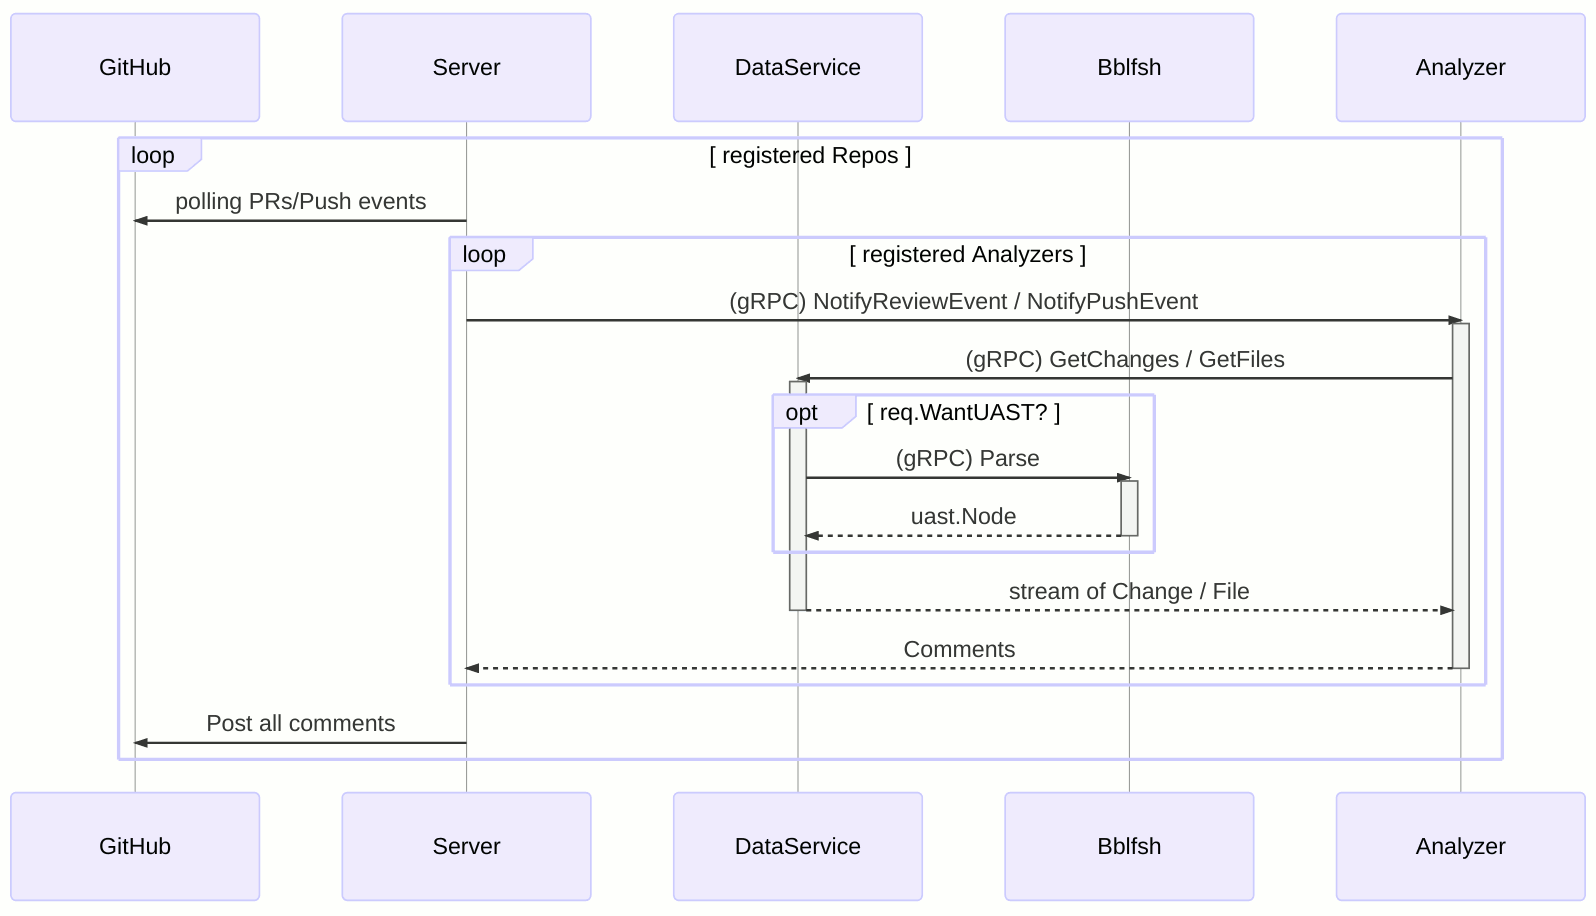 GitHub
Server
DataService
Bblfsh
Analyzer
loop
[ registered Repos ]
polling PRs/Push events
loop
[ registered Analyzers ]
(gRPC) NotifyReviewEvent / NotifyPushEvent
(gRPC) GetChanges / GetFiles
opt
[ req.WantUAST? ]
(gRPC) Parse
uast.Node
stream of Change / File
Comments
Post all comments
GitHub
Server
DataService
Bblfsh
Analyzer